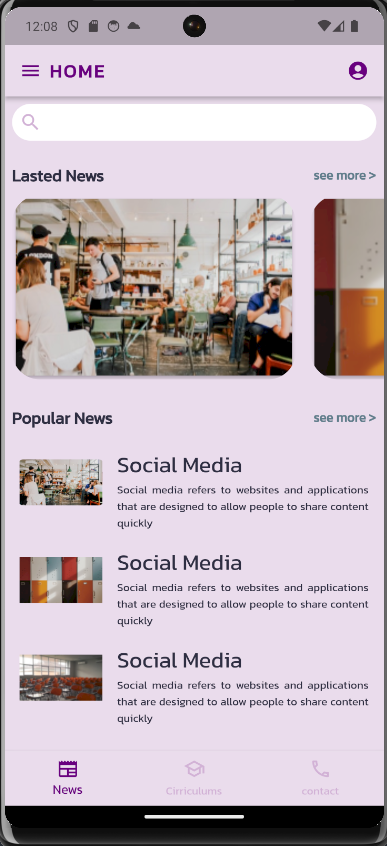 12:08
HOME
Lasted News
see more >
Popular News
see more >
Social Media
Social media refers to websites and applications
that are designed to allow people to share content
quickly
Social Media
Social media refers to websites and applications
that are designed to allow people to share content
quickly
Social Media
Social media refers to websites and applications
that are designed to allow people to share content
quickly
News
Cirriculums
contact